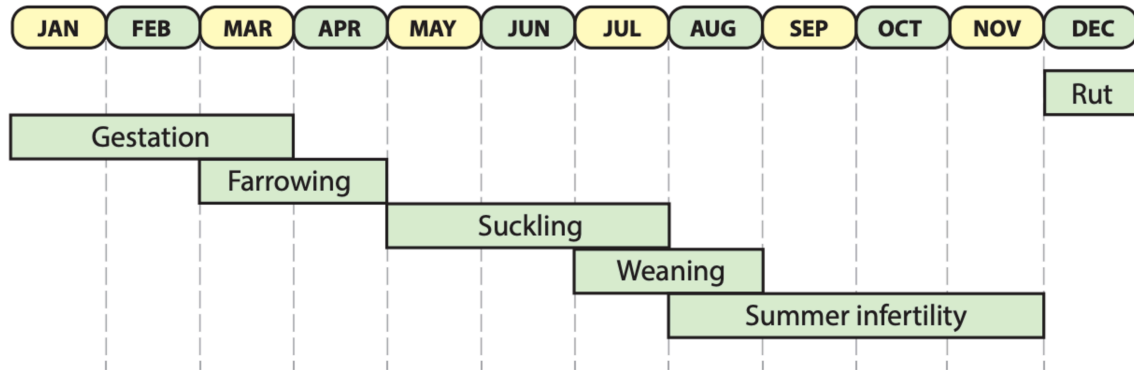 JAN FEB MAR APR MAY JUN JUL AUG SEP OCT NOV DEC
Rut
Gestation
Farrowing
Suckling
Weaning
Summer infertility